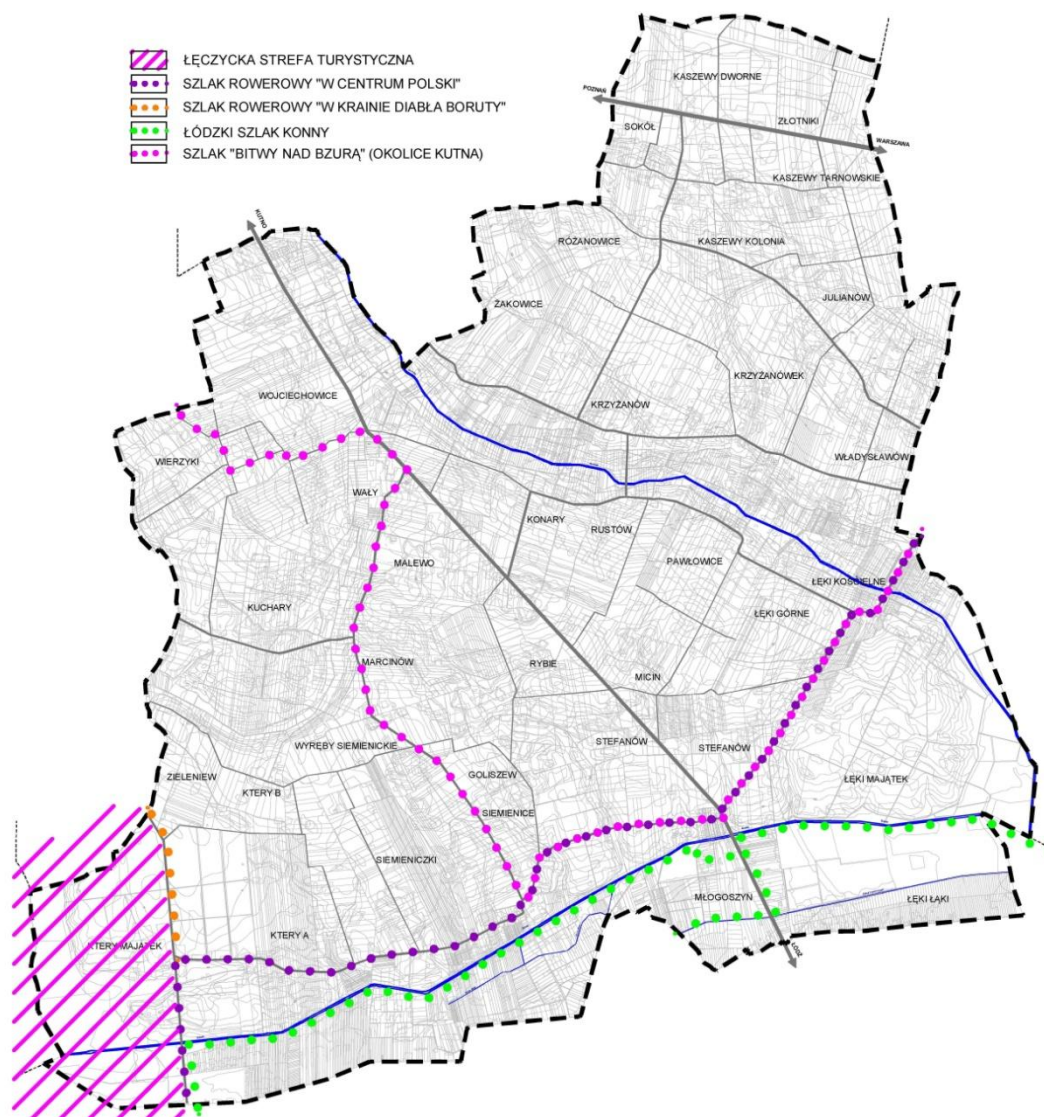 ŁĘCZYCKA STREFA TURYSTYCZNA
SZLAK ROWEROWY "W CENTRUM POLSKI"
SZLAK ROWEROWY "W KRAINIE DIABŁA BORUTY"
ŁÓDZKI SZLAK KONNY
SZLAK "BITWY NAD BZURĄ" (OKOLICE KUTNA)
KASZEWY DWORNE
POZNAŃ
ZŁOTNIKI
SOKÓŁ
WARSZAWA
KASZEWY TARNOWSKIE
KUTNO
RÓŻANOWICE
KASZEWY KOLONIA
ŻAKOWICE
JULIANÓW
KRZYŻANÓWEK
WOJCIECHOWICE
KRZYŻANÓW
WIERZYKI
WŁADYSŁAWÓW
WAŁY
KONARY
RUSTÓW
MALEWO
PAWŁOWICE
ŁĘKI KOŚCIELNE
KUCHARY
ŁĘKI GÓRNE
MARCINÓW
RYBIE
MICIN
STEFANÓW
STEFANÓW
WYRĘBY SIEMIENICKIE
ZIELENIEW
GOLISZEW
ŁĘKI MAJĄTEK
KTERY B
SIEMIENICE
SIEMIENICZKI
MŁOGOSZYN
ŁĘKI ŁĄKI
KTERY A
KTERY MAJĄTEK
ŁÓDŹ